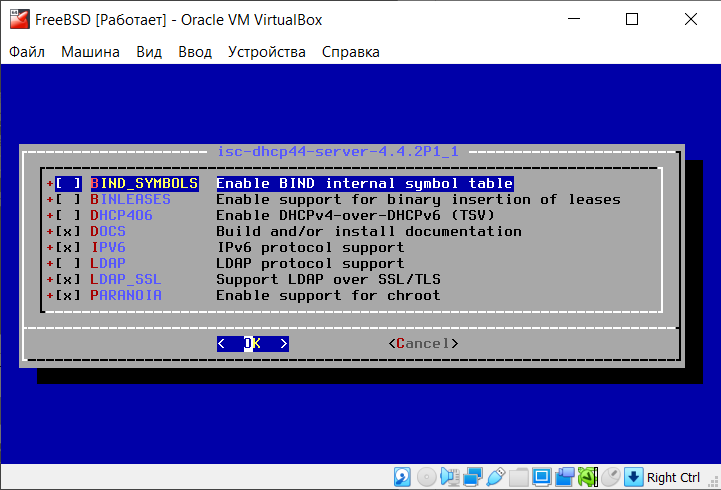 FreeBSD [Работает] - Oracle VM VirtualBox
Файл Машина Вид Ввод Устройства Справка
isc-dhcp44-server-4.4.2P1_1
+[ ] BIND_SYMBOLS Enable BIND internal symbol table
+[ ] BINLEASES Enable support for binary insertion of leases
+[ ] DHCP4O6 Enable DHCPv4-over-DHCPv6 (TSV)
+[x] DOCS Build and/or install documentation
+[x] IPV6 IPv6 protocol support
+[ ] LDAP LDAP protocol support
+[x] LDAP_SSL Support LDAP over SSL/TLS
+[x] PARANOIA Enable support for chroot
< OK > <Cancel>
Right Ctrl